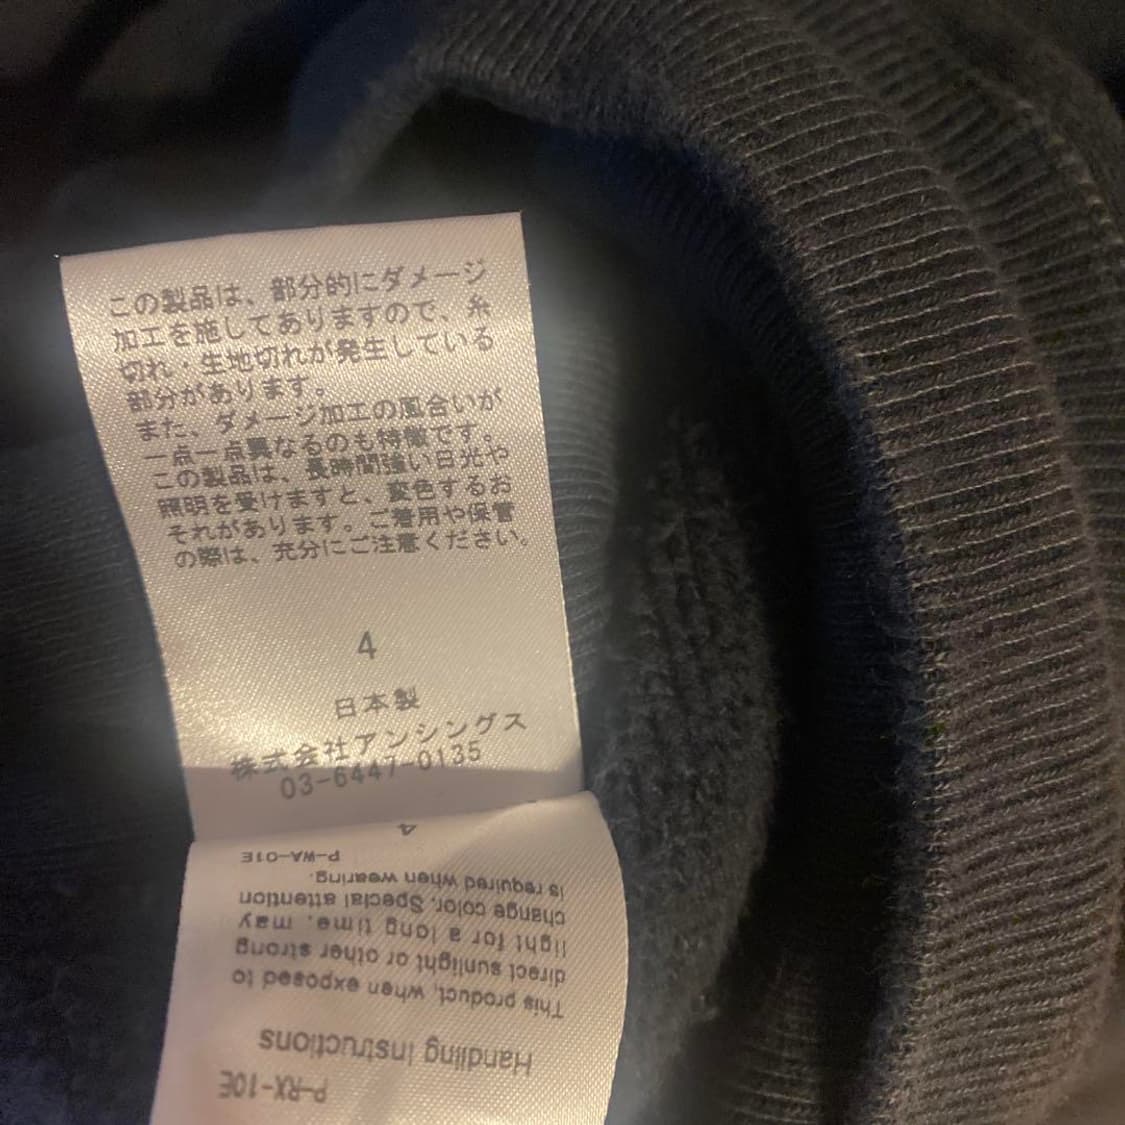 この製品は、部分的にダメージ
加工を施してありますので、糸
切れ・生地切れが発生している
部分があります。
また、ダメージ加工の風合いが
一点一点異なるのも特徴です。
この製品は、長時間強い日光や
照明を受けますと、変色するお
それがあります。ご着用や保管
の際は、充分にご注意ください。
4
日本製
株式会社アンシングス
03-6447-0135
P-RX-10E
Handling Instructions
This product, when exposed to
direct sunlight or other strong
light for a long time, may
change color. Special attention
is required when wearing.
P-WA-01E
4